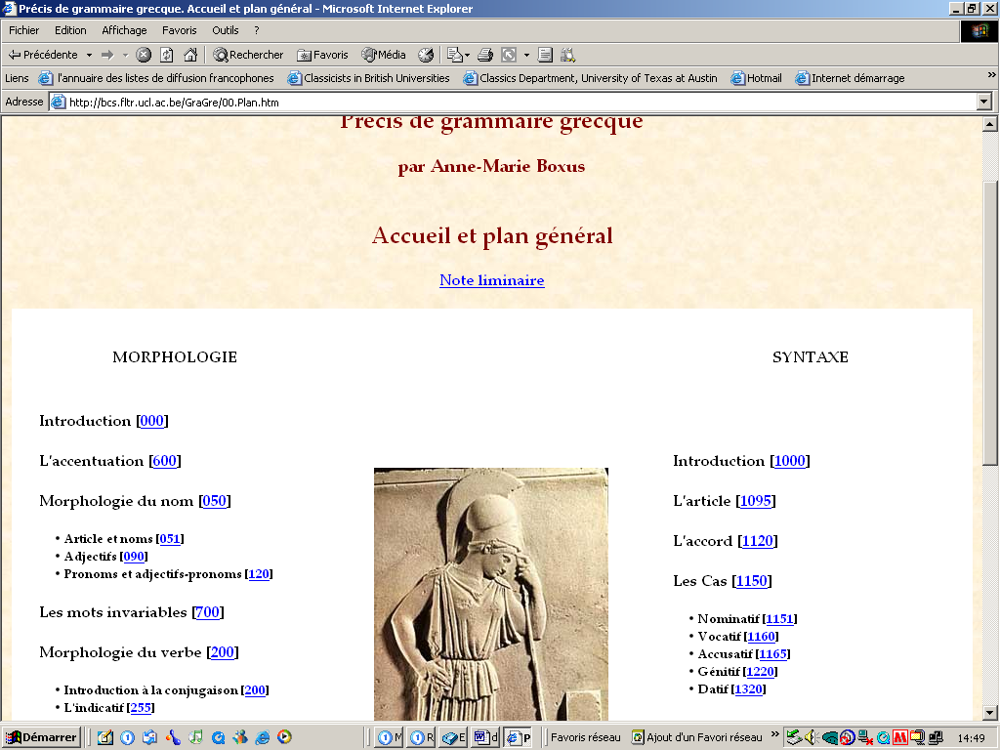 Précis de grammaire grecque. Accueil et plan général - Microsoft Internet Explorer
Fichier Edition Affichage Favoris Outils ?
Précédente Rechercher Favoris Média
Liens l'annuaire des listes de diffusion francophones Classicists in British Universities Classics Department, University of Texas at Austin Hotmail Internet démarrage »
Adresse http://bcs.fltr.ucl.ac.be/GraGre/00.Plan.htm
Précis de grammaire grecque
par Anne-Marie Boxus
Accueil et plan général
Note liminaire
MORPHOLOGIE
Introduction [000]
L'accentuation [600]
Morphologie du nom [050]
• Article et noms [051]
• Adjectifs [090]
• Pronoms et adjectifs-pronoms [120]
Les mots invariables [700]
Morphologie du verbe [200]
• Introduction à la conjugaison [200]
• L'indicatif [255]
SYNTAXE
Introduction [1000]
L'article [1095]
L'accord [1120]
Les Cas [1150]
• Nominatif [1151]
• Vocatif [1160]
• Accusatif [1165]
• Génitif [1220]
• Datif [1320]
Démarrer M R E d P Favoris réseau Ajout d'un Favori réseau » 14:49